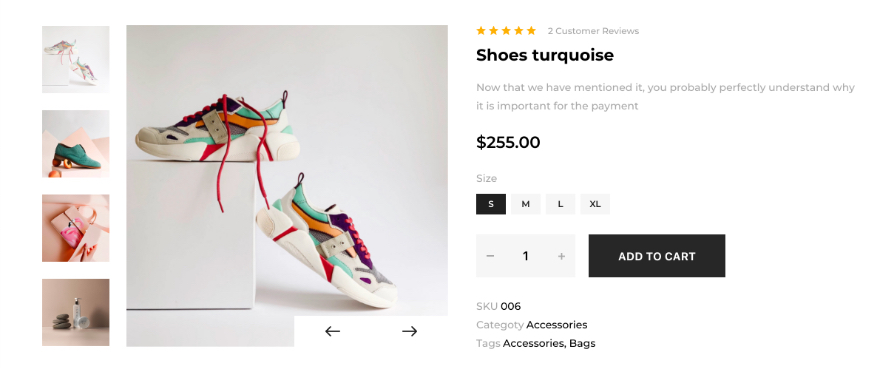 2 Customer Reviews
Shoes turquoise
Now that we have mentioned it, you probably perfectly understand why
it is important for the payment
$255.00
Size
S M L XL
− 1 +
ADD TO CART
SKU 006
Categoty Accessories
Tags Accessories, Bags